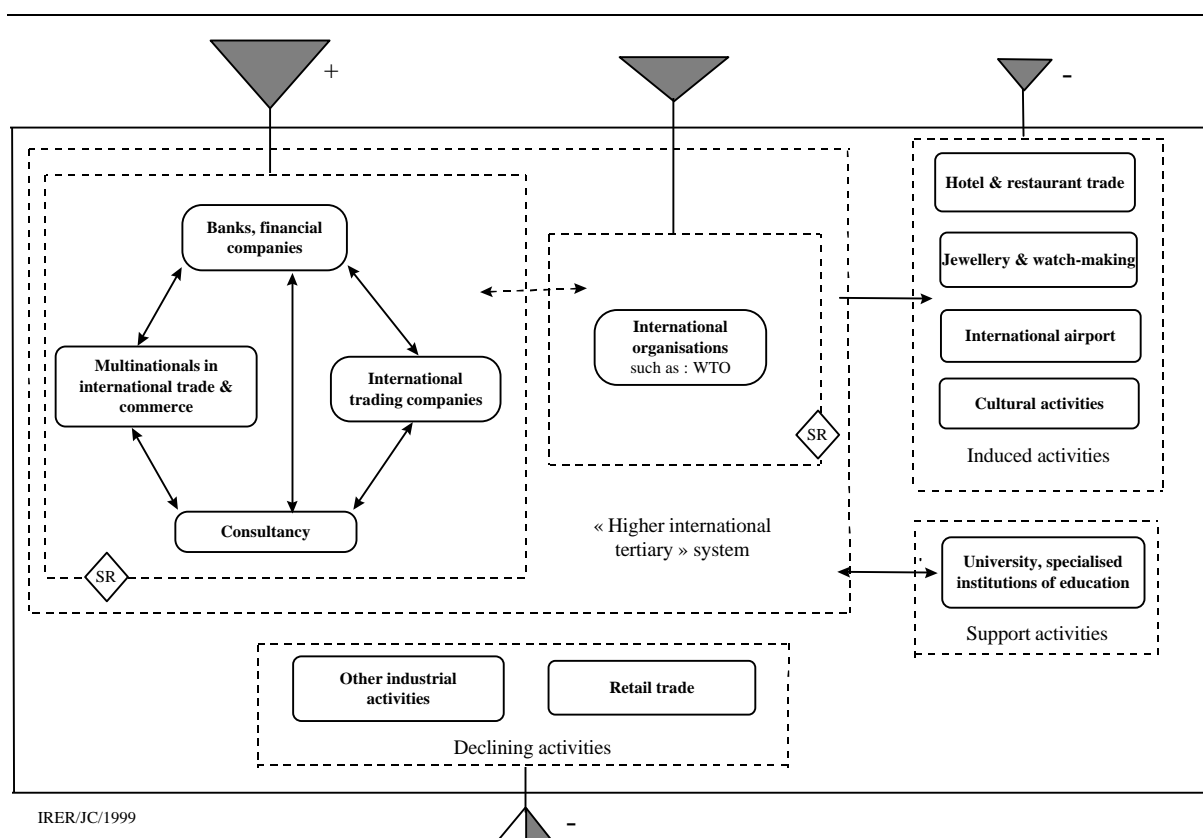 +
-
Banks, financial
companies
Multinationals in
international trade &
commerce
International
trading companies
Consultancy
SR
International
organisations
such as : WTO
SR
« Higher international
tertiary » system
Hotel & restaurant trade
Jewellery & watch-making
International airport
Cultural activities
Induced activities
University, specialised
institutions of education
Support activities
Other industrial
activities
Retail trade
Declining activities
IRER/JC/1999
-